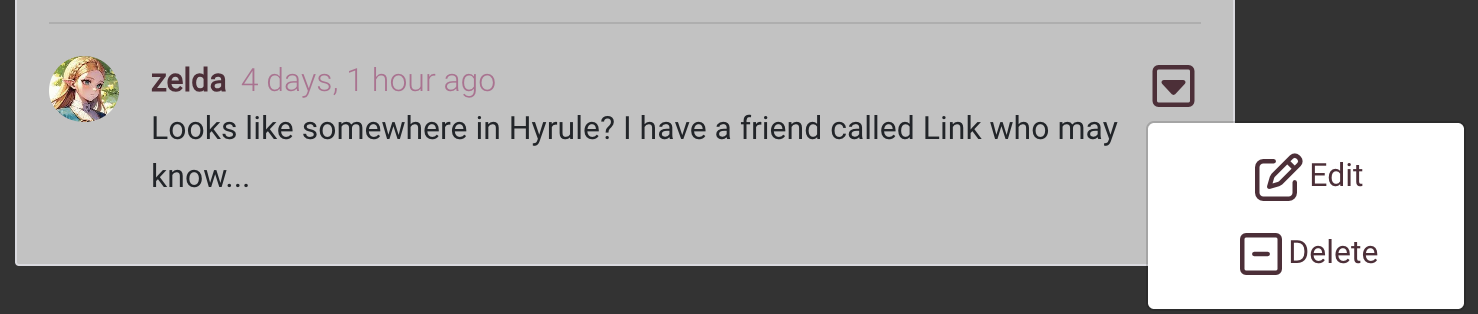 zelda 4 days, 1 hour ago
Looks like somewhere in Hyrule? I have a friend called Link who may
know...
Edit
Delete